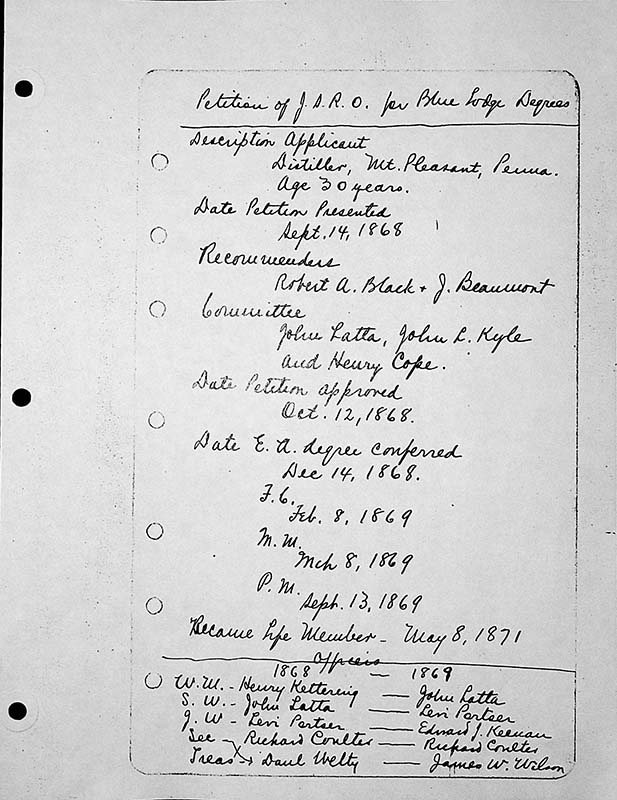 Petition of J.S.R.O. for Blue Lodge Degrees
Description Applicant
Distiller, Mt. Pleasant, Penna.
Age 30 years.
Date Petition Presented
Sept. 14, 1868
Recommenders
Robert A. Black + J. Beaumont
Committee
John Latta, John L. Kyle
and Henry Cope.
Date Petition approved
Oct. 12, 1868.
Date E. A. degree conferred
Dec 14, 1868.
F. C.
Feb. 8, 1869
M. M.
Mch 8, 1869
P. M.
Sept. 13, 1869
Became Life Member - May 8, 1871
Officers
1868 — 1869
W. M. - Henry Kettering — John Latta
S. W. - John Latta — Levi Portser
J. W - Levi Portser — Edward J. Keenan
Sec - Richard Coulter — Richard Coulter
Treas - Danl Welty — James W. Wilson